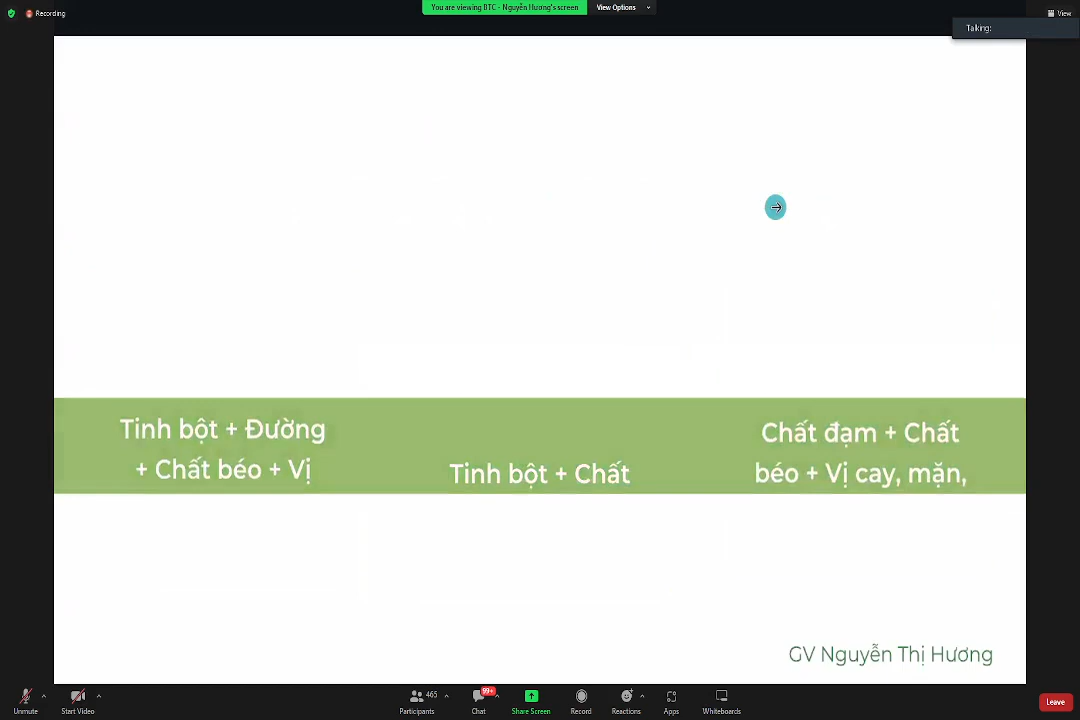 Recording
You are viewing BTC - Nguyễn Hương's screen
View Options
View
Talking:
Tinh bột + Đường
+ Chất béo + Vị
Tinh bột + Chất
Chất đạm + Chất
béo + Vị cay, mặn,
GV Nguyễn Thị Hương
Unmute
Start Video
465
Participants
99+
Chat
Share Screen
Record
Reactions
Apps
Whiteboards
Leave